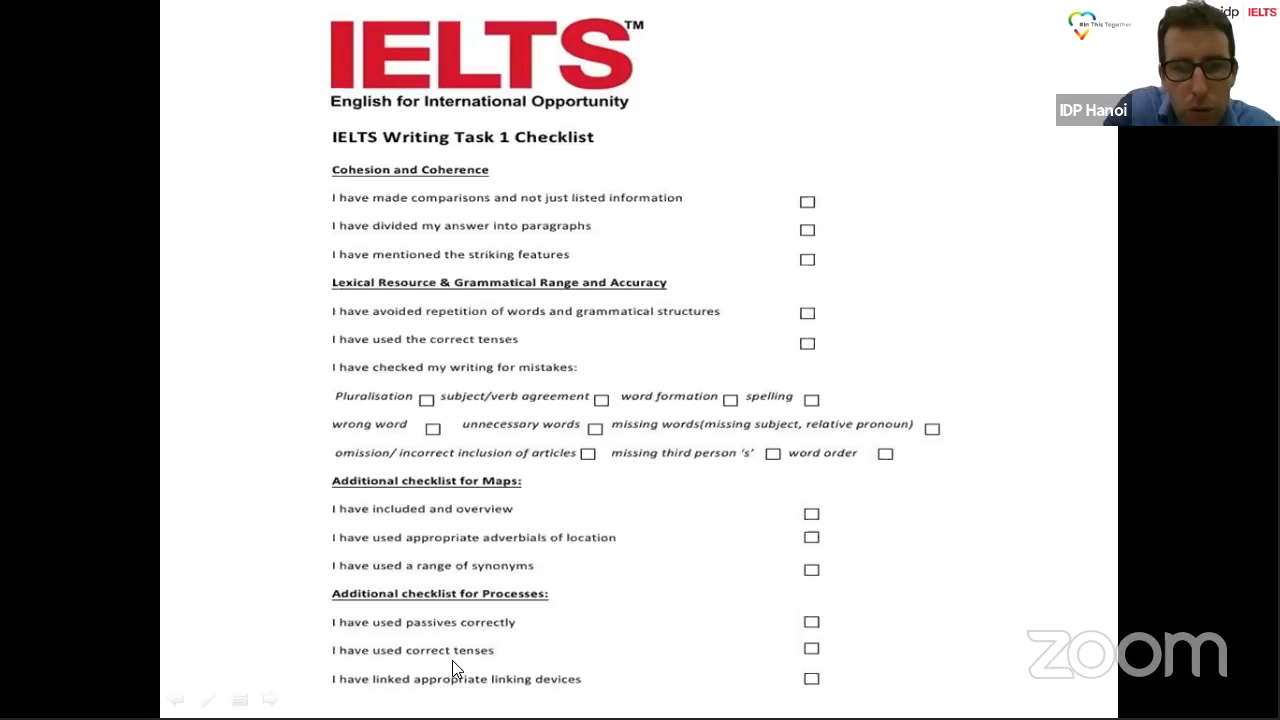 IELTS™
English for International Opportunity
#In This Together
idp IELTS
IDP Hanoi
IELTS Writing Task 1 Checklist
Cohesion and Coherence
I have made comparisons and not just listed information
I have divided my answer into paragraphs
I have mentioned the striking features
Lexical Resource & Grammatical Range and Accuracy
I have avoided repetition of words and grammatical structures
I have used the correct tenses
I have checked my writing for mistakes:
Pluralisation subject/verb agreement word formation spelling
wrong word unnecessary words missing words(missing subject, relative pronoun)
omission/ incorrect inclusion of articles missing third person ‘s’ word order
Additional checklist for Maps:
I have included and overview
I have used appropriate adverbials of location
I have used a range of synonyms
Additional checklist for Processes:
I have used passives correctly
I have used correct tenses
I have linked appropriate linking devices
zoom